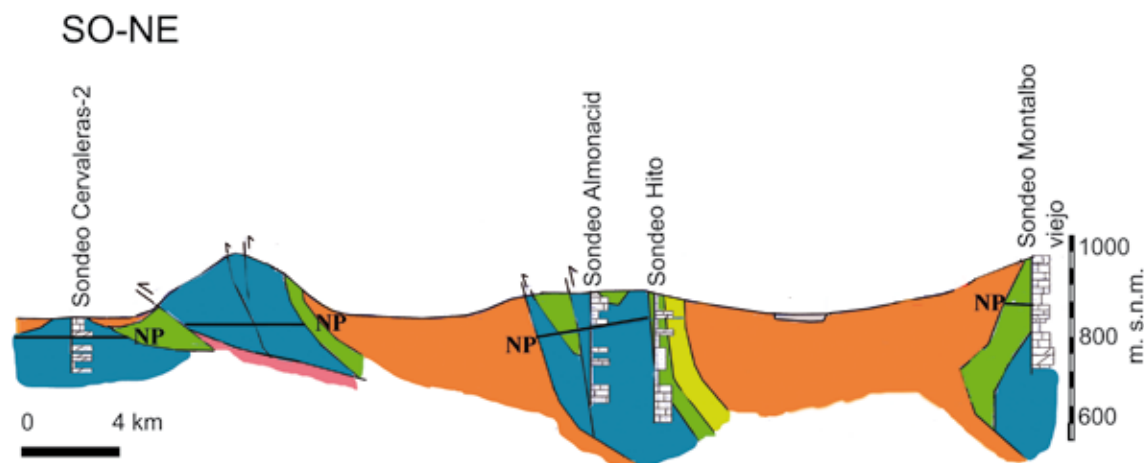 SO-NE
Sondeo Cervaleras-2
Sondeo Almonacid
Sondeo Hito
Sondeo Montalbo
viejo
NP
NP
NP
NP
1000
800
600
m. s.n.m.
0 4 km